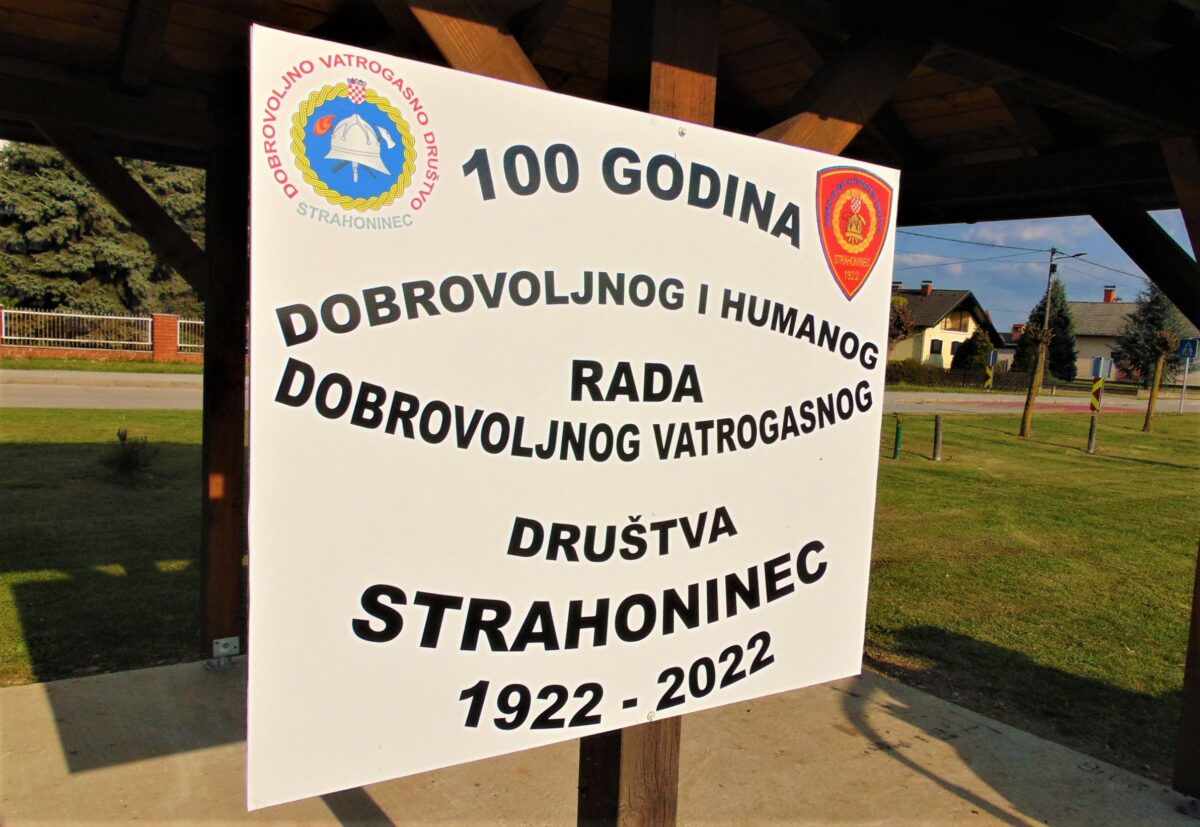 DOBROVOLJNO VATROGASNO DRUŠTVO
STRAHONINEC
100 GODINA
STRAHONINEC
1922
DOBROVOLJNOG I HUMANOG
RADA
DOBROVOLJNOG VATROGASNOG
DRUŠTVA
STRAHONINEC
1922 - 2022